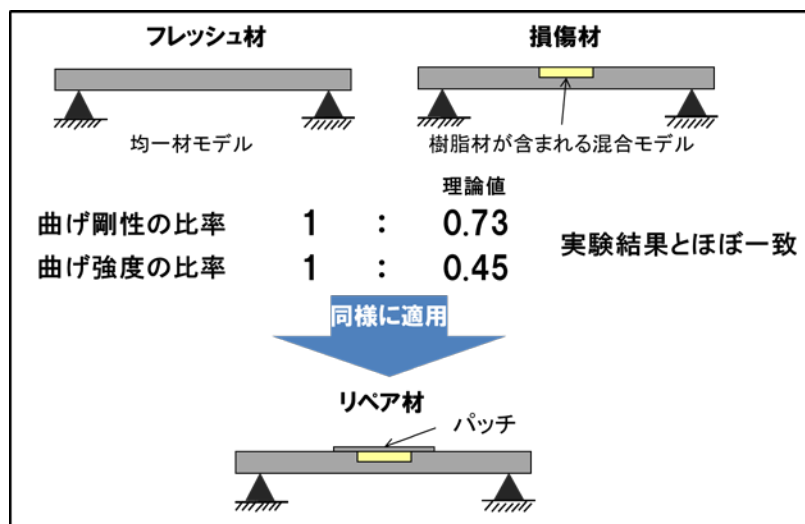 フレッシュ材
損傷材
均一材モデル
樹脂材が含まれる混合モデル
理論値
曲げ剛性の比率 1 : 0.73
曲げ強度の比率 1 : 0.45
実験結果とほぼ一致
同様に適用
リペア材
パッチ